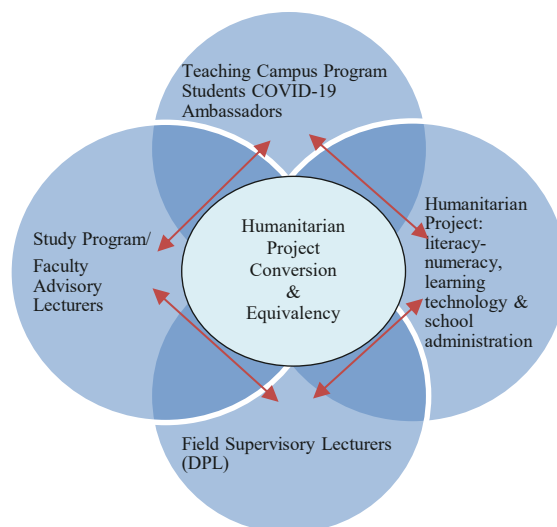 Teaching Campus Program
Students COVID-19
Ambassadors
Study Program/
Faculty
Advisory
Lecturers
Humanitarian
Project
Conversion
&
Equivalency
Humanitarian
Project:
literacy-
numeracy,
learning
technology &
school
administration
Field Supervisory Lecturers
(DPL)